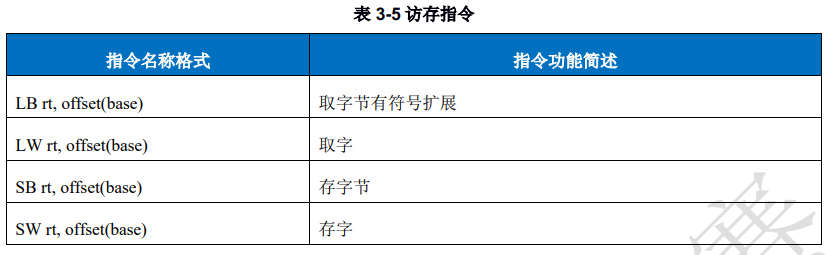 表 3-5 访存指令
指令名称格式 指令功能简述
LB rt, offset(base) 取字节有符号扩展
LW rt, offset(base) 取字
SB rt, offset(base) 存字节
SW rt, offset(base) 存字